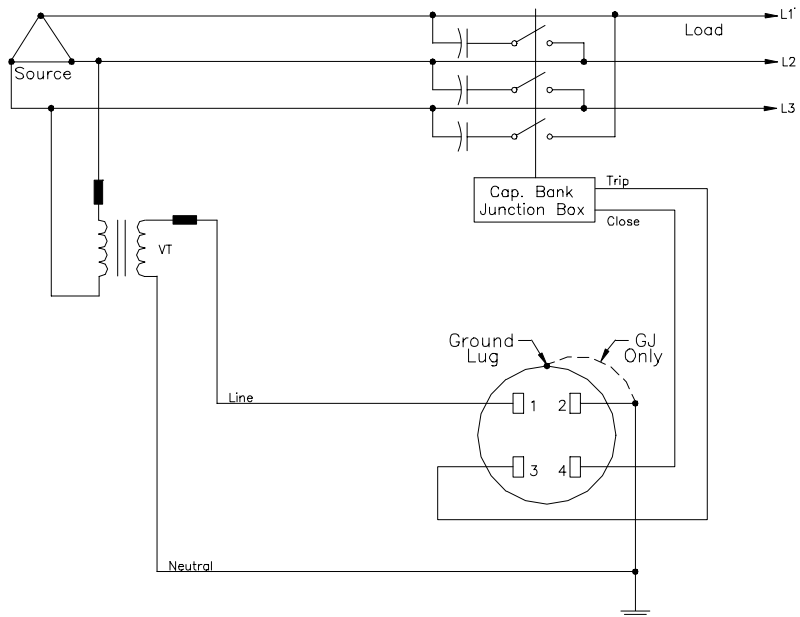 L1
Load
Source
L2
L3
Trip
Cap. Bank
Junction Box
Close
VT
Ground
Lug
GJ
Only
Line
1
2
3
4
Neutral